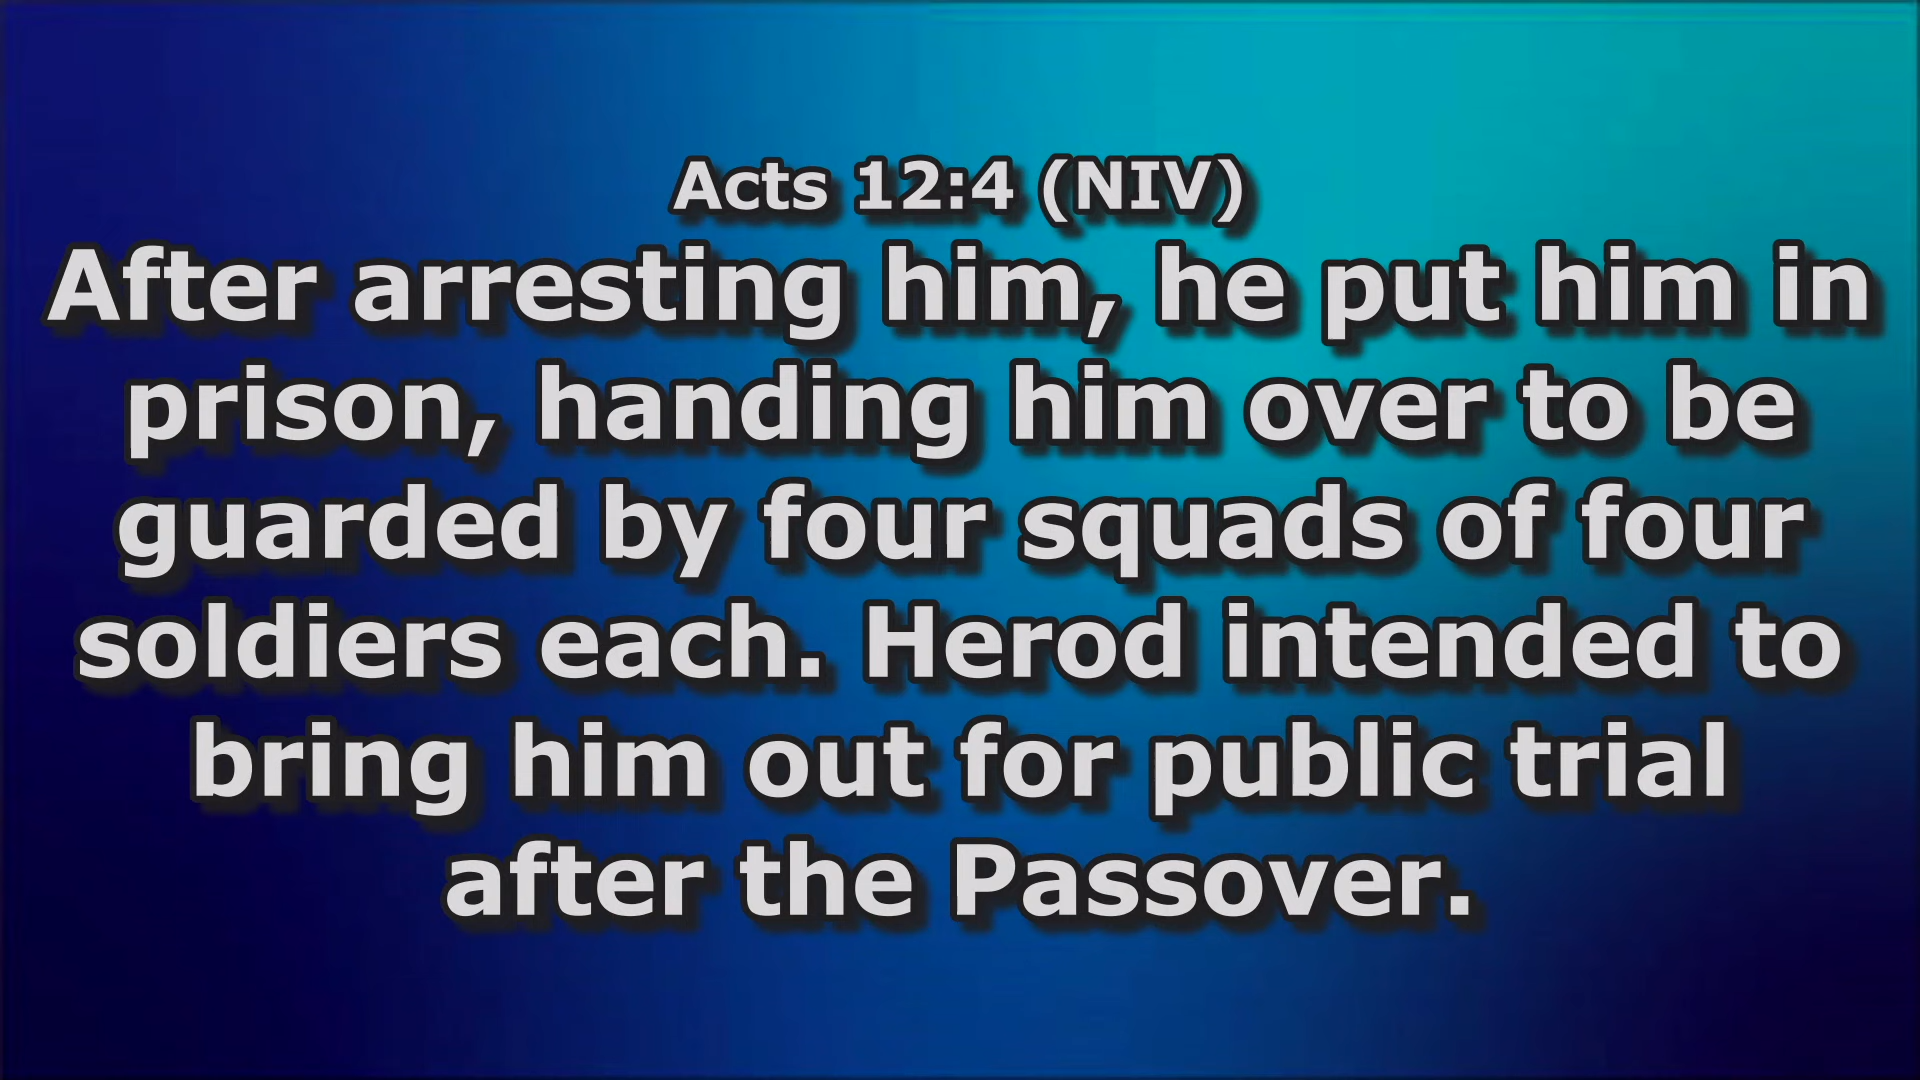 Acts 12:4 (NIV)
After arresting him, he put him in
prison, handing him over to be
guarded by four squads of four
soldiers each. Herod intended to
bring him out for public trial
after the Passover.